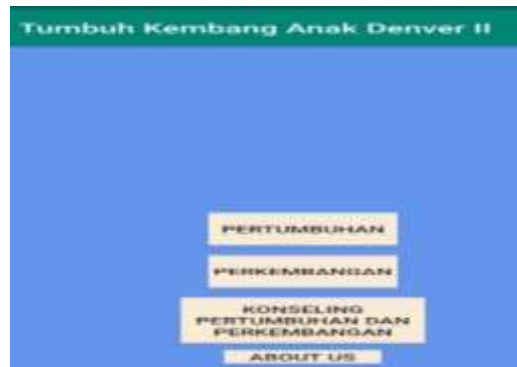 Tumbuh Kembang Anak Denver II
PERTUMBUHAN
PERKEMBANGAN
KONSELING
PERTUMBUHAN DAN
PERKEMBANGAN
ABOUT US